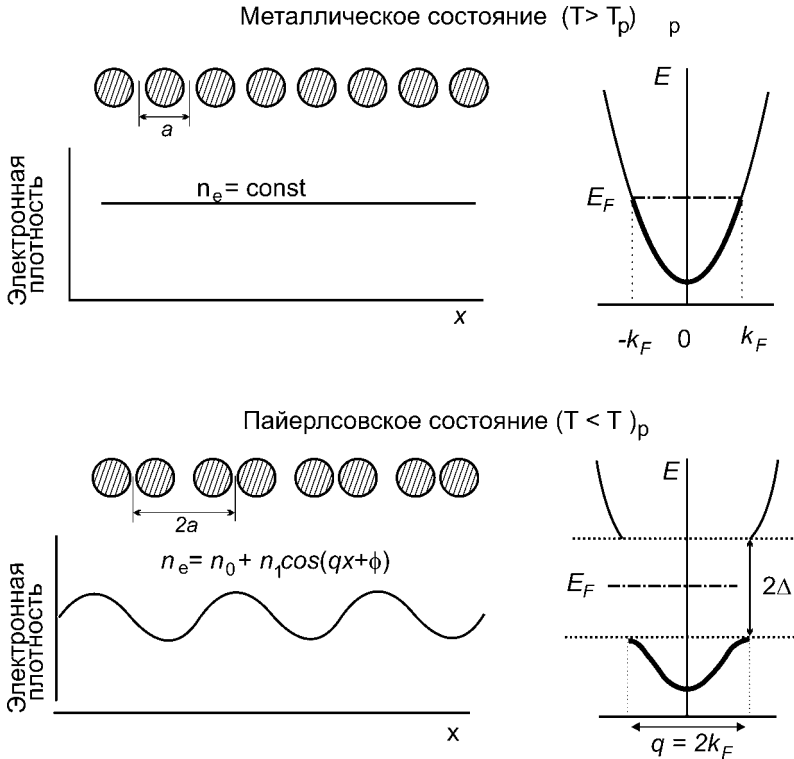 Металлическое состояние (T> Tp) p
a
Электронная
плотность
ne = const
x
E
EF
-kF 0 kF
Пайерлсовское состояние (T < T )p
2a
Электронная
плотность
ne = n0 + n1cos(qx+ϕ)
x
E
EF
2Δ
q = 2kF